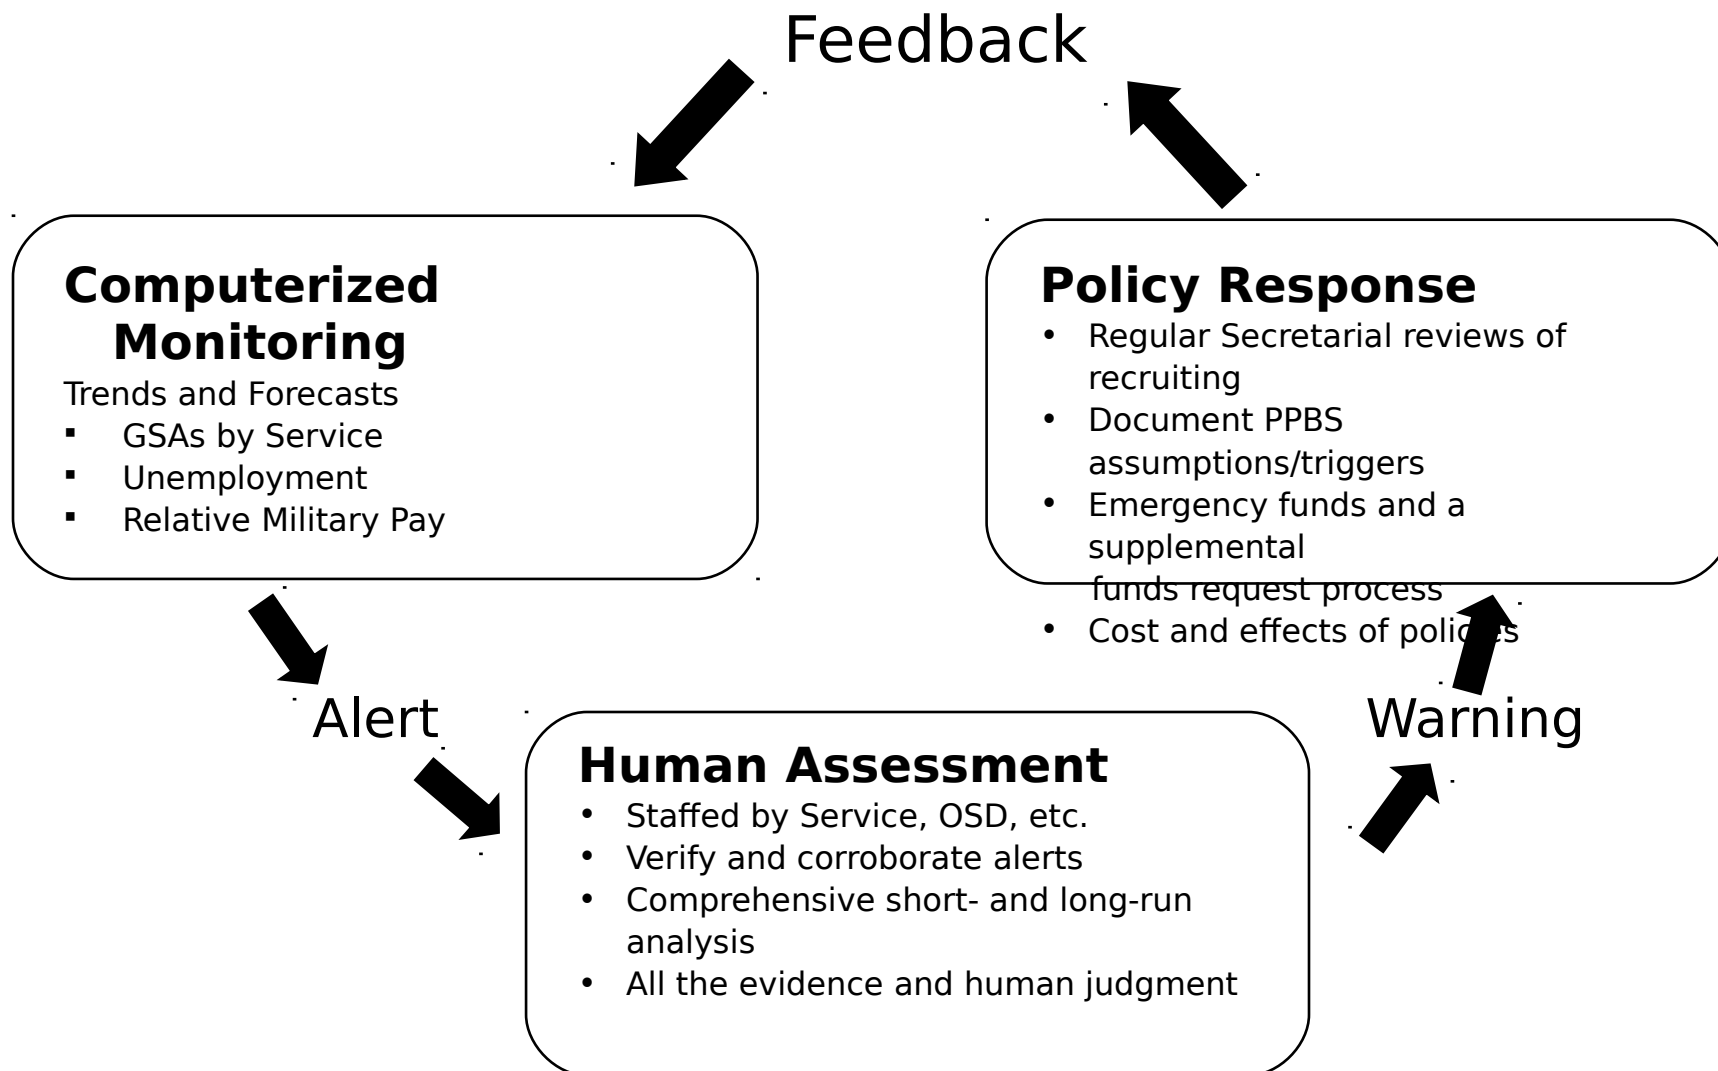 Feedback
Computerized
Monitoring
Trends and Forecasts
▪ GSAs by Service
▪ Unemployment
▪ Relative Military Pay
Policy Response
• Regular Secretarial reviews of
recruiting
• Document PPBS
assumptions/triggers
• Emergency funds and a
supplemental
funds request process
• Cost and effects of policies
Alert
Warning
Human Assessment
• Staffed by Service, OSD, etc.
• Verify and corroborate alerts
• Comprehensive short- and long-run
analysis
• All the evidence and human judgment